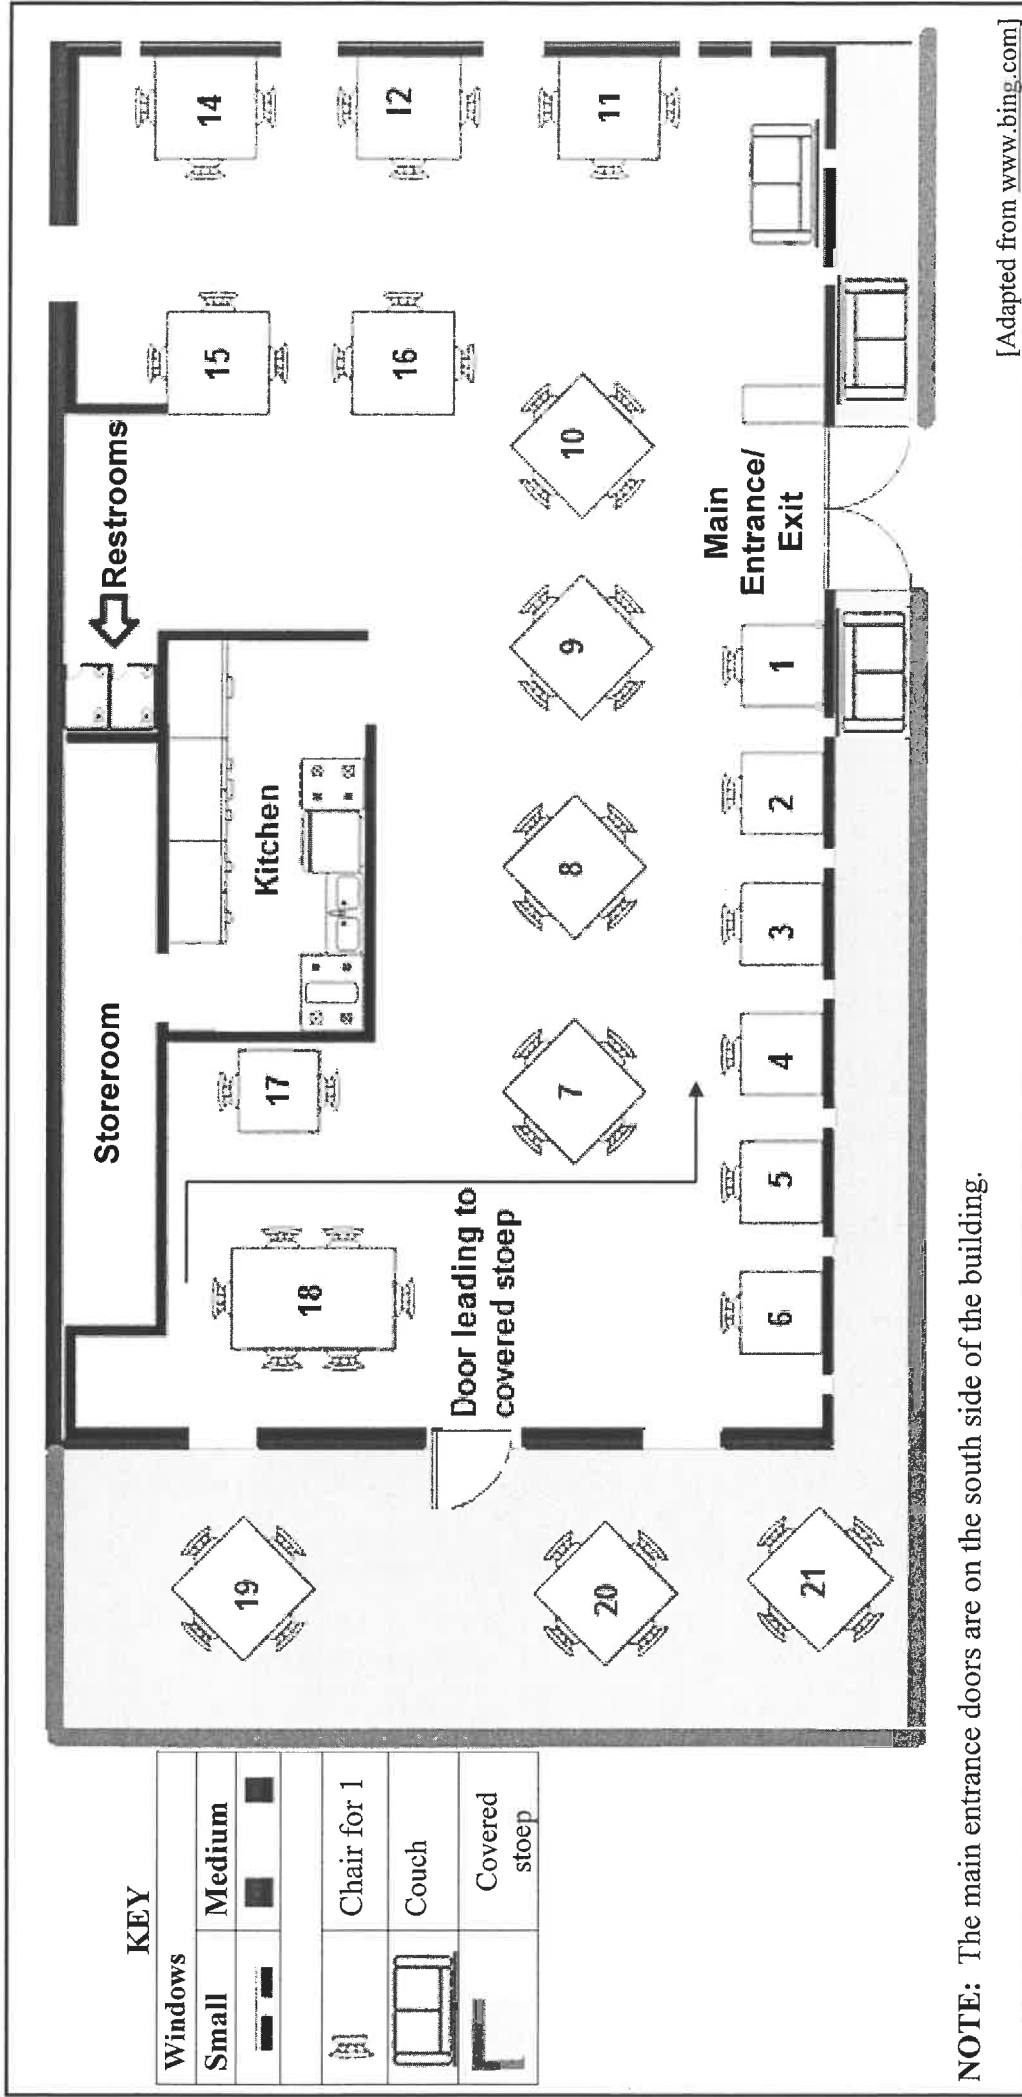 KEY
Windows
Small Medium
Chair for 1
Couch
Covered
stoep
19
20
21
Storeroom
Restrooms
Kitchen
18
17
15
14
16
12
11
Door leading to
covered stoep
7
8
9
10
Main
Entrance/
Exit
6
5
4
3
2
1
NOTE: The main entrance doors are on the south side of the building.
[Adapted from www.bing.com]